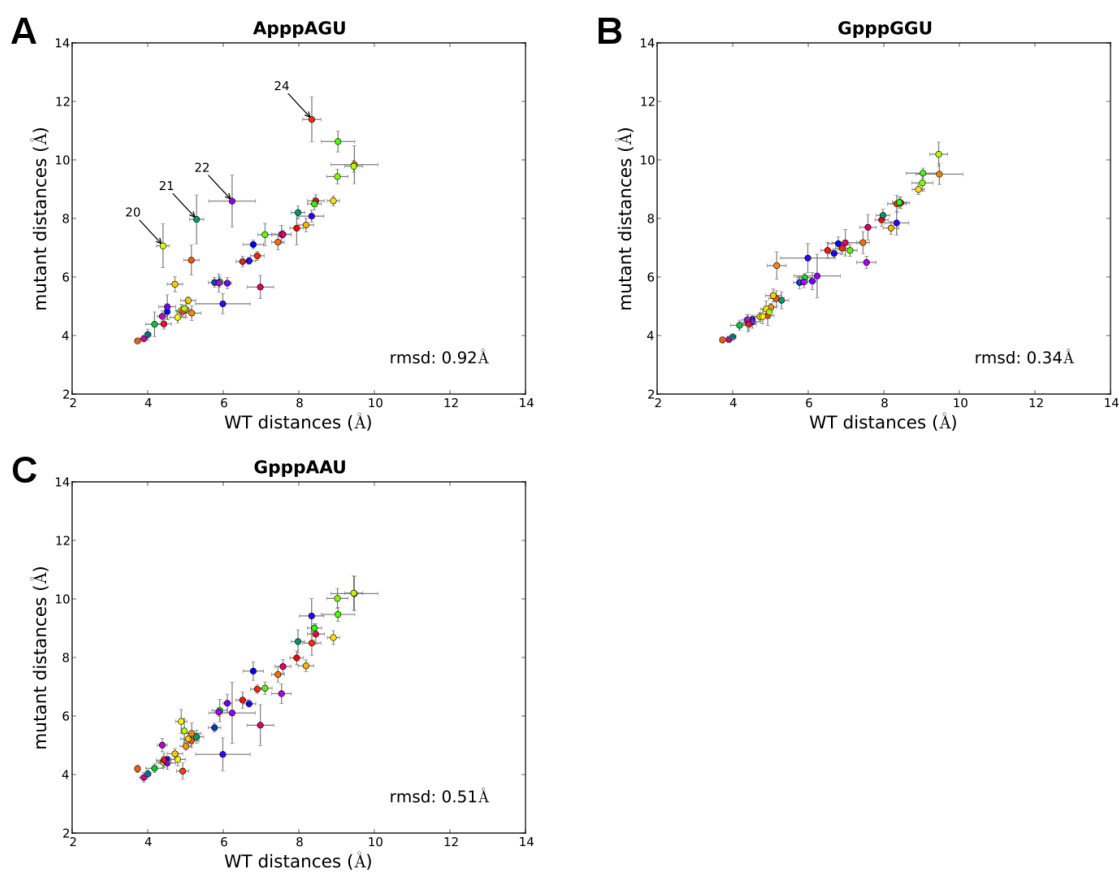 A
ApppAGU
14
12
10
8
6
4
2
mutant distances (Å)
24
22
21
20
rmsd: 0.92Å
2 4 6 8 10 12 14
WT distances (Å)
B
GpppGGU
14
12
10
8
6
4
2
mutant distances (Å)
rmsd: 0.34Å
2 4 6 8 10 12 14
WT distances (Å)
C
GpppAAU
14
12
10
8
6
4
2
mutant distances (Å)
rmsd: 0.51Å
2 4 6 8 10 12 14
WT distances (Å)